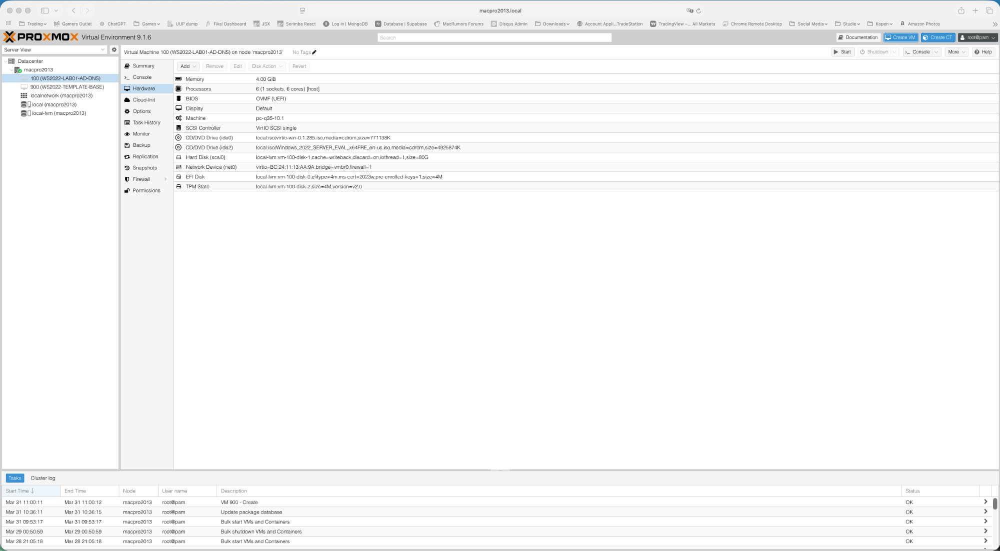 macpro2013.local
Trading Gamers Outlet ChatGPT Games UUP dump Fiksi Dashboard JSX Scrimba React Log in | MongoDB Database | Supabase MacRumors Forums Disqus Admin Downloads Account Appli...TradeStation TradingView –... All Markets Chrome Remote Desktop Social Media Studie Kopen Amazon Photos
PROXMOX Virtual Environment 9.1.6 Search Documentation Create VM Create CT root@pam
Server View
Datacenter
macpro2013
100 (WS2022-LAB01-AD-DNS)
900 (WS2022-TEMPLATE-BASE)
localnetwork (macpro2013)
local (macpro2013)
local-lvm (macpro2013)
Virtual Machine 100 (WS2022-LAB01-AD-DNS) on node 'macpro2013' No Tags Start Shutdown Console More Help
Summary
Console
Hardware
Cloud-Init
Options
Task History
Monitor
Backup
Replication
Snapshots
Firewall
Permissions
Add Remove Edit Disk Action Revert
Memory 4.00 GiB
Processors 6 (1 sockets, 6 cores) [host]
BIOS OVMF (UEFI)
Display Default
Machine pc-q35-10.1
SCSI Controller VirtIO SCSI single
CD/DVD Drive (ide0) local:iso/virtio-win-0.1.285.iso,media=cdrom,size=771138K
CD/DVD Drive (ide2) local:iso/Windows_2022_SERVER_EVAL_x64FRE_en-us.iso,media=cdrom,size=4925874K
Hard Disk (scsi0) local-lvm:vm-100-disk-1,cache=writeback,discard=on,iothread=1,size=80G
Network Device (net0) virtio=BC:24:11:13:AA:9A,bridge=vmbr0,firewall=1
EFI Disk local-lvm:vm-100-disk-0,efitype=4m,ms-cert=2023w,pre-enrolled-keys=1,size=4M
TPM State local-lvm:vm-100-disk-2,size=4M,version=v2.0
Tasks Cluster log
Start Time End Time Node User name Description Status
Mar 31 11:00:11 Mar 31 11:00:12 macpro2013 root@pam VM 900 - Create OK
Mar 31 10:36:11 Mar 31 10:36:15 macpro2013 root@pam Update package database OK
Mar 31 09:53:17 Mar 31 09:53:17 macpro2013 root@pam Bulk start VMs and Containers OK
Mar 29 00:50:59 Mar 29 00:50:59 macpro2013 root@pam Bulk shutdown VMs and Containers OK
Mar 28 21:05:18 Mar 28 21:05:18 macpro2013 root@pam Bulk start VMs and Containers OK